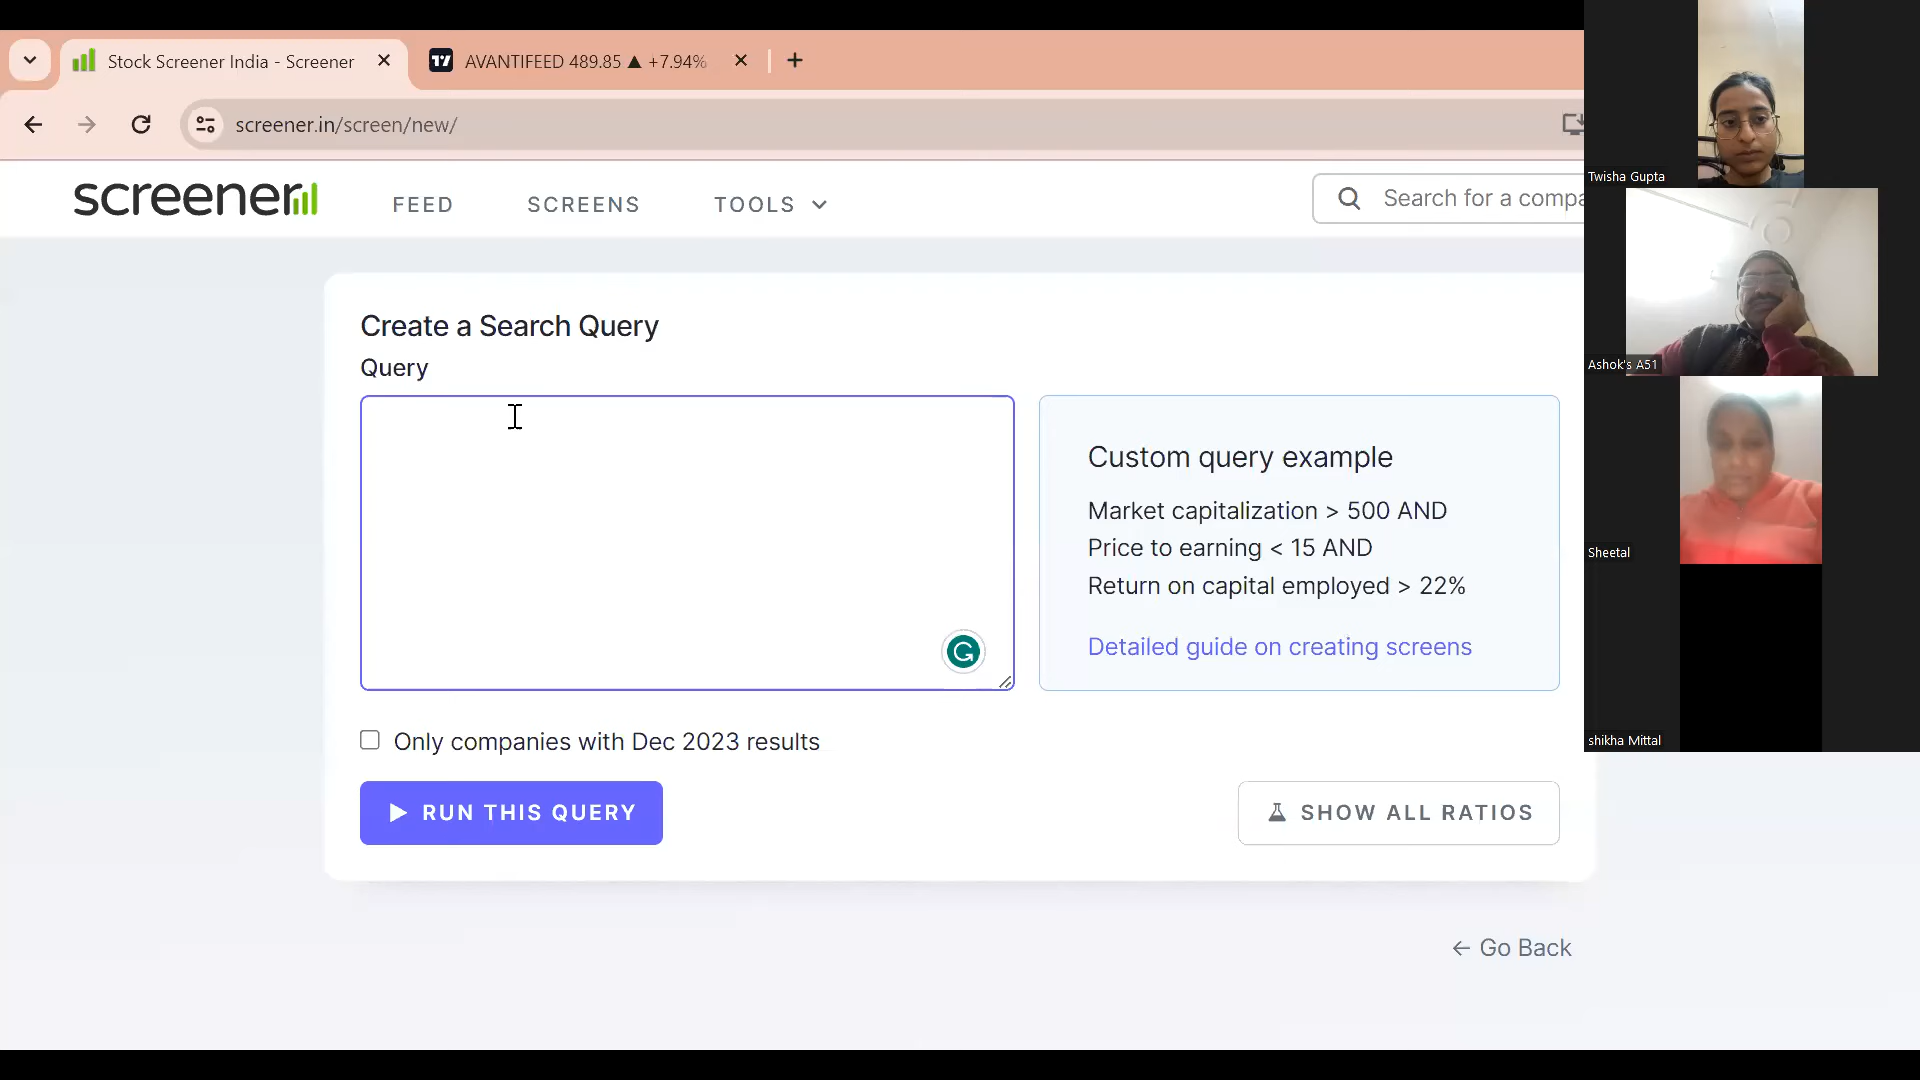 Stock Screener India - Screener
AVANTIFEED 489.85 ▲ +7.94%
screener.in/screen/new/
screener
FEED
SCREENS
TOOLS
Search for a compa
Create a Search Query
Query
Custom query example
Market capitalization > 500 AND
Price to earning < 15 AND
Return on capital employed > 22%
Detailed guide on creating screens
Only companies with Dec 2023 results
RUN THIS QUERY
SHOW ALL RATIOS
← Go Back
Twisha Gupta
Ashok's A51
Sheetal
shikha Mittal